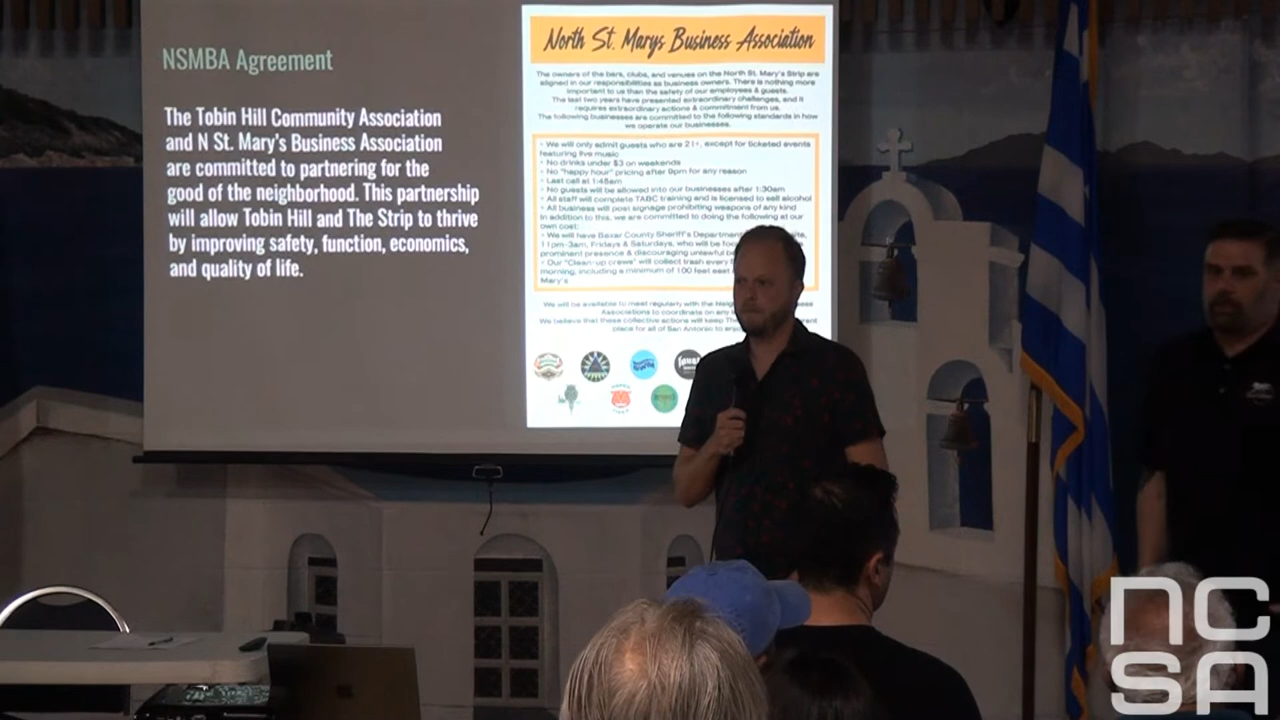 NSMBA Agreement
The Tobin Hill Community Association
and N St. Mary's Business Association
are committed to partnering for the
good of the neighborhood. This partnership
will allow Tobin Hill and The Strip to thrive
by improving safety, function, economics,
and quality of life.
North St. Marys Business Association
The owners of the bars, clubs, and venues on the North St. Mary's Strip are
aligned in our responsibilities as business owners. There is nothing more
important to us than the safety of our employees & guests.
The last two years have presented extraordinary challenges, and it
requires extraordinary actions & commitment from us.
The following businesses are committed to the following standards in how
we operate our businesses.
• We will only admit guests who are 21+, except for ticketed events
featuring live music
• No drinks under $3 on weekends
• No "happy hour" pricing after 9pm for any reason
• Last call at 1:45am
• No guests will be allowed into our businesses after 1:30am
• All staff will complete TABC training and is licensed to sell alcohol
• All business will post signage prohibiting weapons of any kind
In addition to this, we are committed to doing the following at our
own cost:
• We will have Bexar County Sheriff's Department
11pm-3am, Fridays & Saturdays, who will be
prominent presence & discouraging unlawful
• Our "Clean-up crews" will collect trash every
morning, including a minimum of 100 feet east
Mary's
We will be available to meet regularly with the
Associations to coordinate on any
We believe that these collective actions will keep
place for all of San Antonio to enjoy
NC
SA